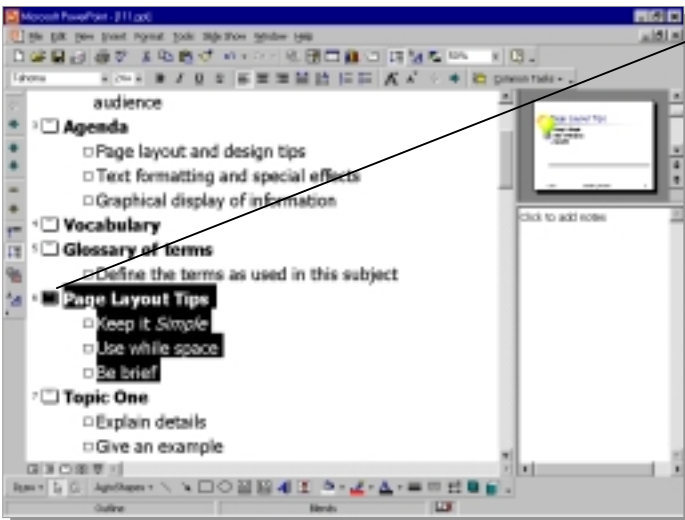 Microsoft PowerPoint - [111.ppt]
File Edit View Insert Format Tools Slide Show Window Help
Tahoma
Common Tasks
audience
3 Agenda
Page layout and design tips
Text formatting and special effects
Graphical display of information
4 Vocabulary
5 Glossary of terms
Define the terms as used in this subject
6 Page Layout Tips
Keep it Simple
Use while space
Be brief
7 Topic One
Explain details
Give an example
Page Layout Tips
Click to add notes
Draw AutoShapes
Outline Blends